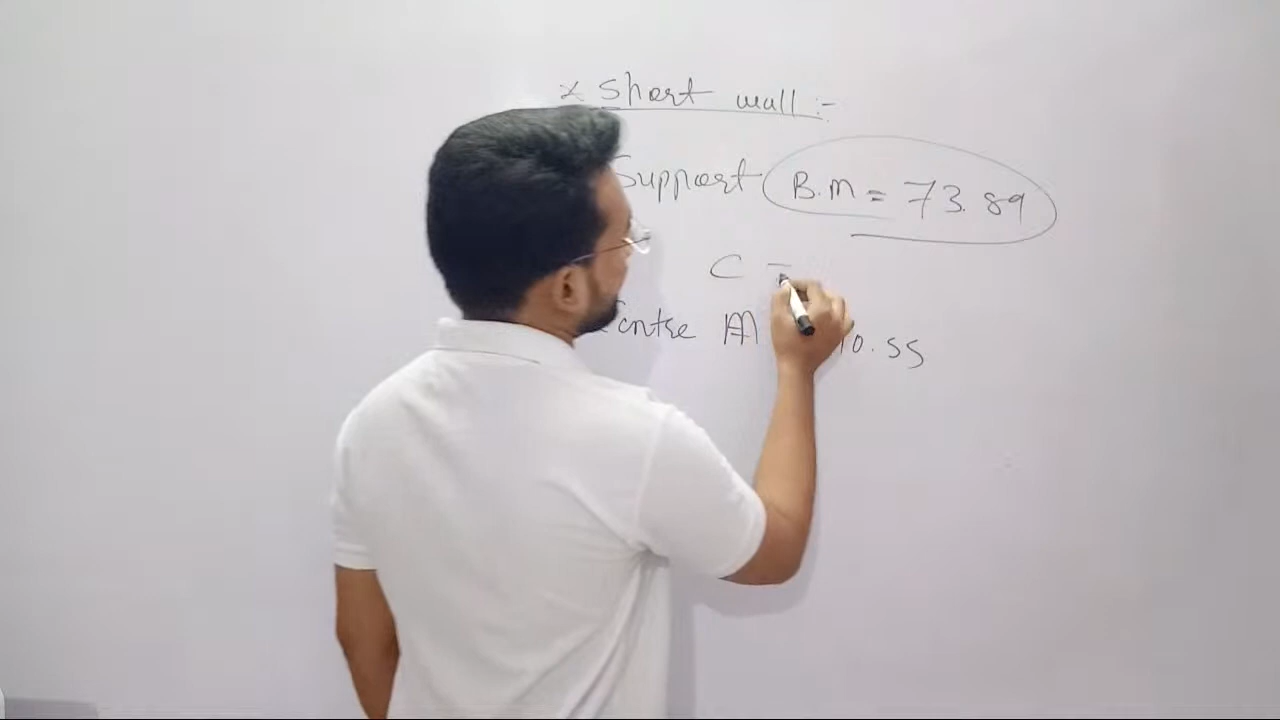 * Short wall :-
Support B.M = 73.89
C =
Centre 10.55